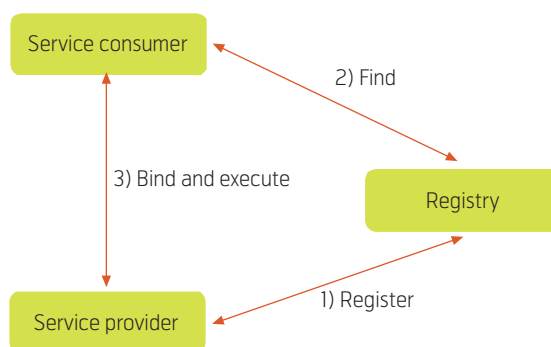 Service consumer
2) Find
3) Bind and execute
Registry
1) Register
Service provider